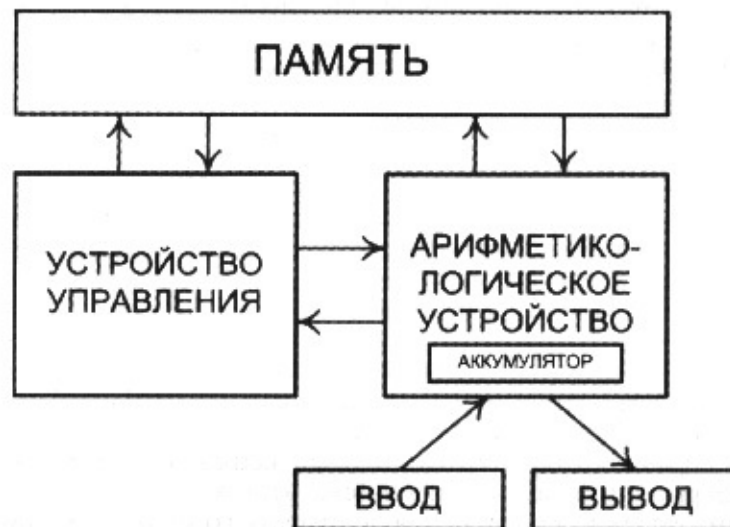 ПАМЯТЬ
УСТРОЙСТВО
УПРАВЛЕНИЯ
АРИФМЕТИКО-
ЛОГИЧЕСКОЕ
УСТРОЙСТВО
АККУМУЛЯТОР
ВВОД
ВЫВОД